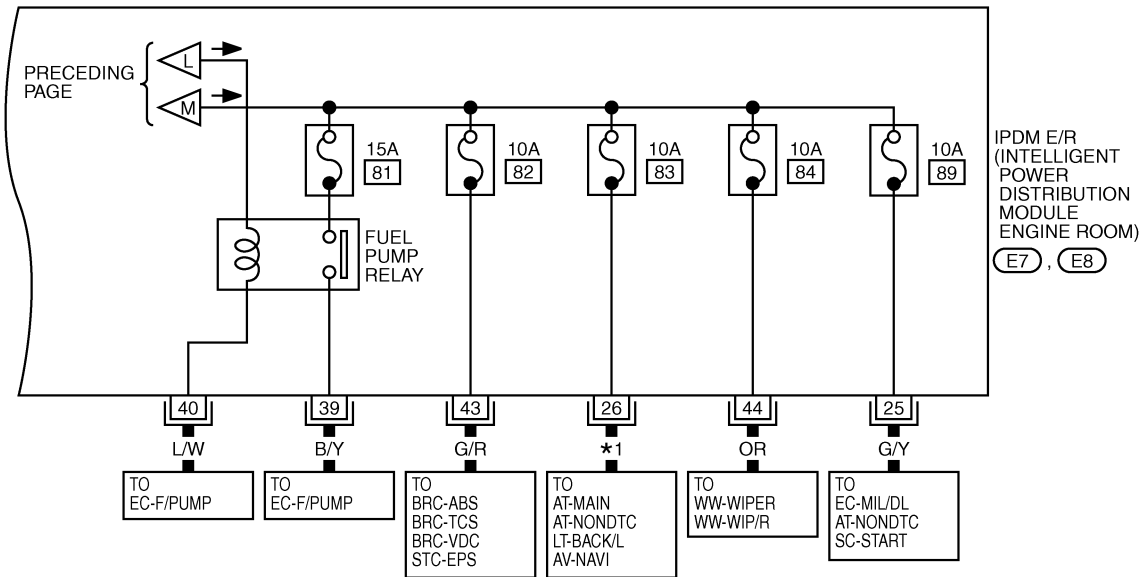 PRECEDING
PAGE
L
M
15A
81
10A
82
10A
83
10A
84
10A
89
IPDM E/R
(INTELLIGENT
POWER
DISTRIBUTION
MODULE
ENGINE ROOM)
E7 , E8
FUEL
PUMP
RELAY
40
39
43
26
44
25
L/W
B/Y
G/R
★1
OR
G/Y
TO
EC-F/PUMP
TO
EC-F/PUMP
TO
BRC-ABS
BRC-TCS
BRC-VDC
STC-EPS
TO
AT-MAIN
AT-NONDTC
LT-BACK/L
AV-NAVI
TO
WW-WIPER
WW-WIP/R
TO
EC-MIL/DL
AT-NONDTC
SC-START